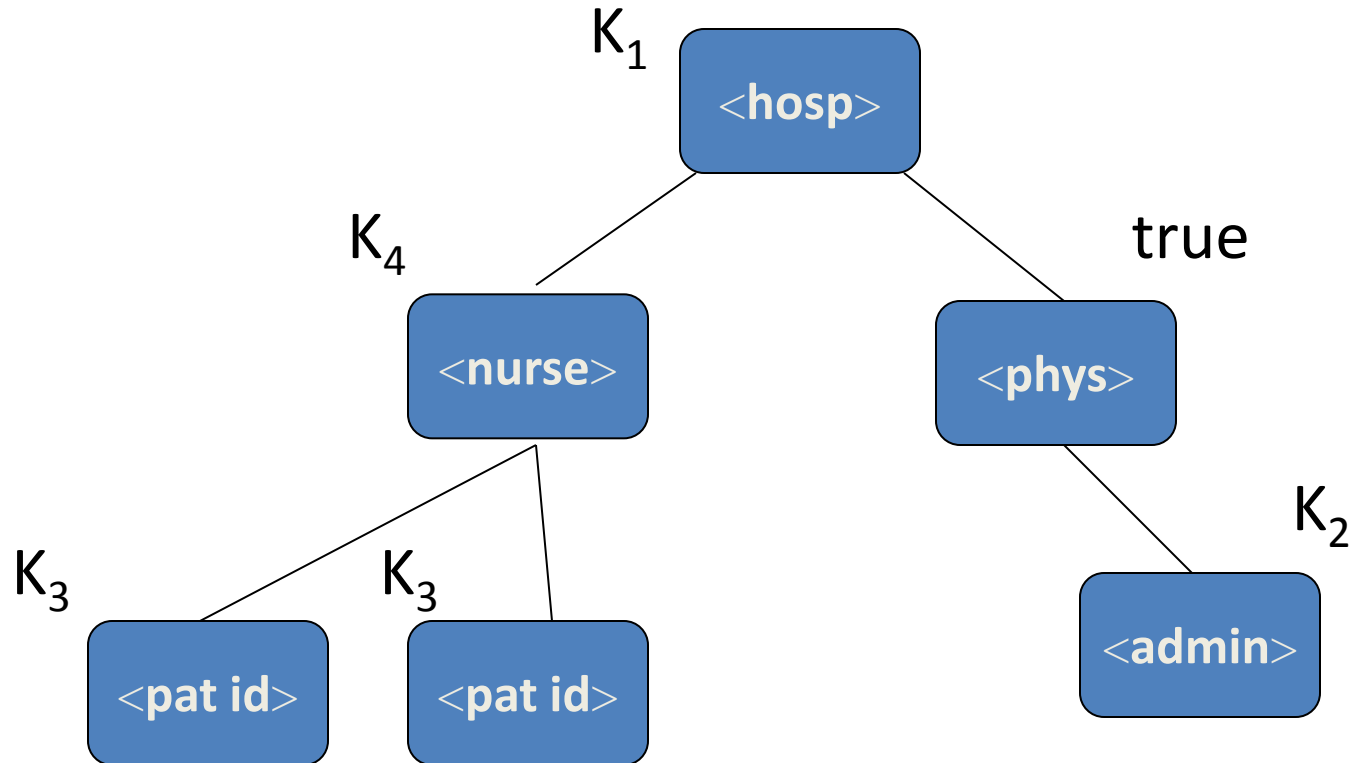 K1
<hosp>
K4
true
<nurse>
<phys>
K2
K3
K3
<pat id>
<pat id>
<admin>